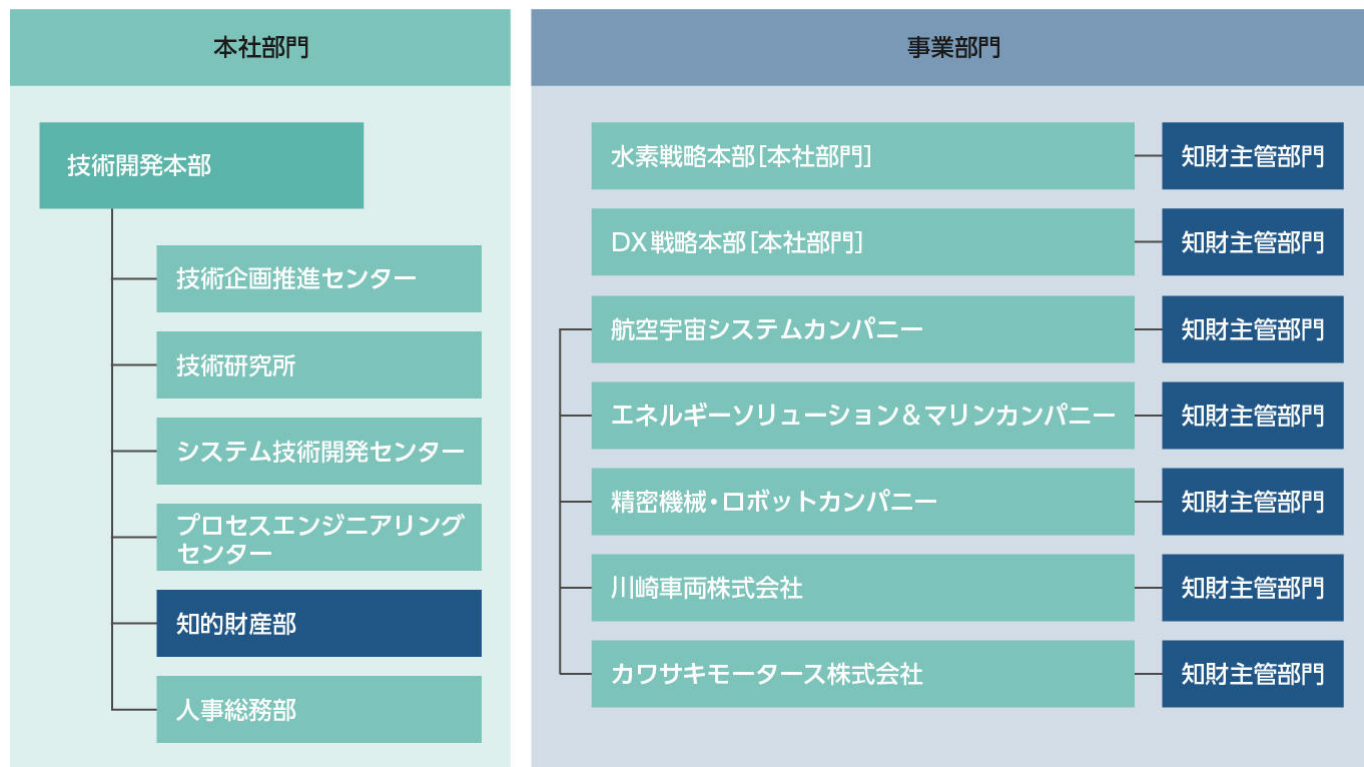 本社部門
技術開発本部
技術企画推進センター
技術研究所
システム技術開発センター
プロセスエンジニアリング
センター
知的財産部
人事総務部
事業部門
水素戦略本部[本社部門]
知財主管部門
DX戦略本部[本社部門]
知財主管部門
航空宇宙システムカンパニー
知財主管部門
エネルギーソリューション&マリンカンパニー
知財主管部門
精密機械・ロボットカンパニー
知財主管部門
川崎車両株式会社
知財主管部門
カワサキモータース株式会社
知財主管部門